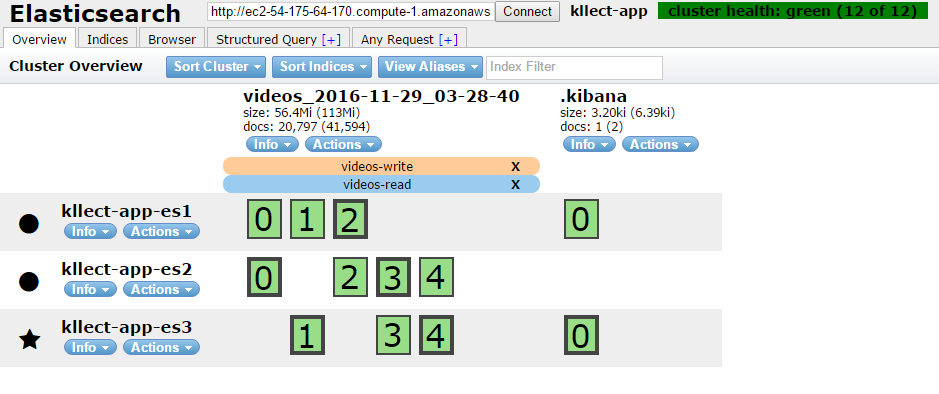 Elasticsearch http://ec2-54-175-64-170.compute-1.amazonaws Connect kllect-app cluster health: green (12 of 12)
Overview Indices Browser Structured Query [+] Any Request [+]
Cluster Overview Sort Cluster Sort Indices View Aliases Index Filter
videos_2016-11-29_03-28-40 .kibana
size: 56.4Mi (113Mi) size: 3.20ki (6.39ki)
docs: 20,797 (41,594) docs: 1 (2)
Info Actions Info Actions
videos-write X
videos-read X
kllect-app-es1 0 1 2 0
Info Actions
kllect-app-es2 0 2 3 4
Info Actions
kllect-app-es3 1 3 4 0
Info Actions